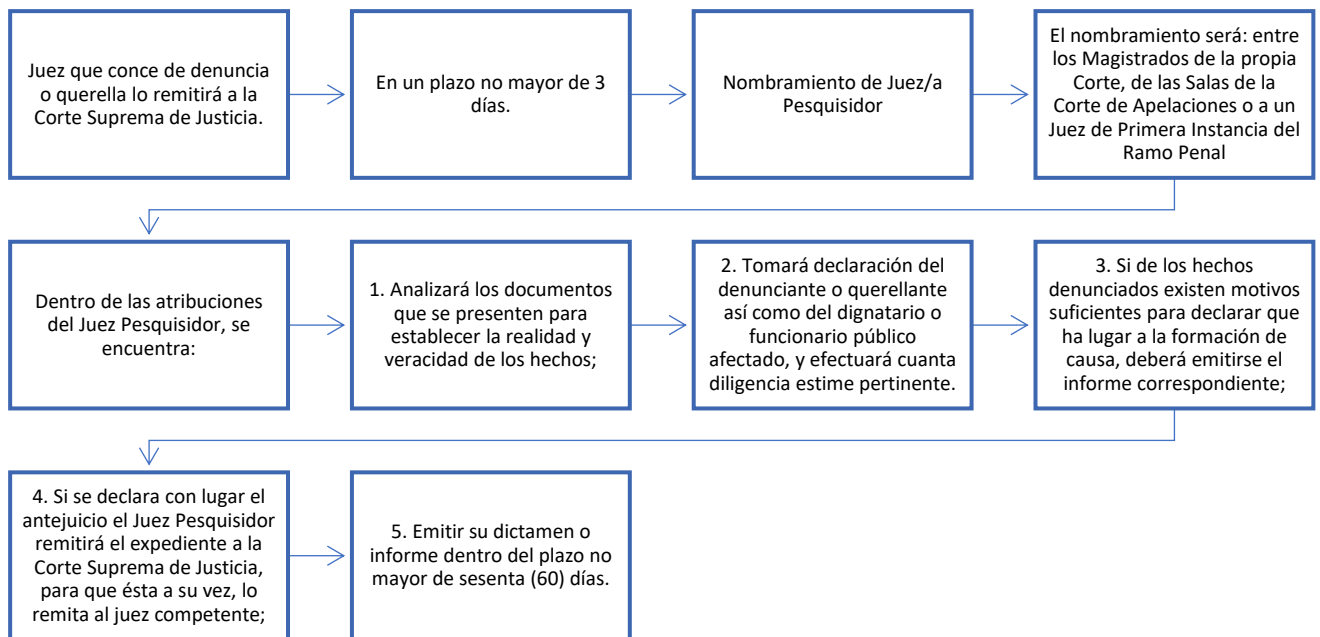 Juez que conce de denuncia
o querella lo remitirá a la
Corte Suprema de Justicia.
En un plazo no mayor de 3
días.
Nombramiento de Juez/a
Pesquisidor
El nombramiento será: entre
los Magistrados de la propia
Corte, de las Salas de la
Corte de Apelaciones o a un
Juez de Primera Instancia del
Ramo Penal
Dentro de las atribuciones
del Juez Pesquisidor, se
encuentra:
1. Analizará los documentos
que se presenten para
establecer la realidad y
veracidad de los hechos;
2. Tomará declaración del
denunciante o querellante
así como del dignatario o
funcionario público
afectado, y efectuará cuanta
diligencia estime pertinente.
3. Si de los hechos
denunciados existen motivos
suficientes para declarar que
ha lugar a la formación de
causa, deberá emitirse el
informe correspondiente;
4. Si se declara con lugar el
antejuicio el Juez Pesquisidor
remitirá el expediente a la
Corte Suprema de Justicia,
para que ésta a su vez, lo
remita al juez competente;
5. Emitir su dictamen o
informe dentro del plazo no
mayor de sesenta (60) días.